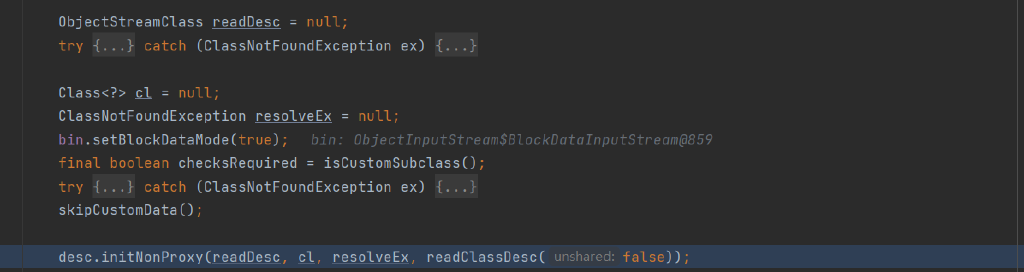 ObjectStreamClass readDesc = null;
try {...} catch (ClassNotFoundException ex) {...}
Class<?> cl = null;
ClassNotFoundException resolveEx = null;
bin.setBlockDataMode(true);   bin: ObjectInputStream$BlockDataInputStream@859
final boolean checksRequired = isCustomSubclass();
try {...} catch (ClassNotFoundException ex) {...}
skipCustomData();
desc.initNonProxy(readDesc, cl, resolveEx, readClassDesc( unshared: false));